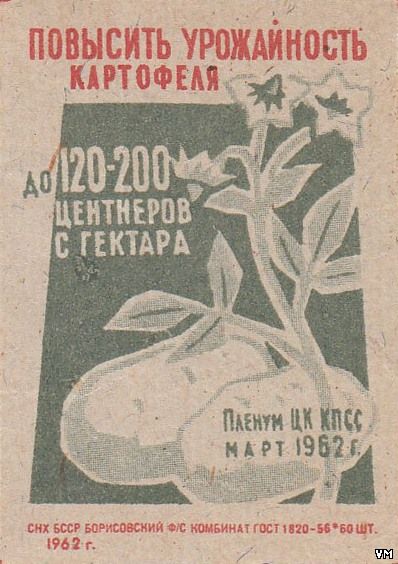 ПОВЫСИТЬ УРОЖАЙНОСТЬ
КАРТОФЕЛЯ
ДО 120-200
ЦЕНТНЕРОВ
С ГЕКТАРА
ПЛЕНУМ ЦК КПСС
МАРТ 1962 Г.
СНХ БССР БОРИСОВСКИЙ Ф/С КОМБИНАТ ГОСТ 1820-56*60 ШТ.
1962 г.
VM